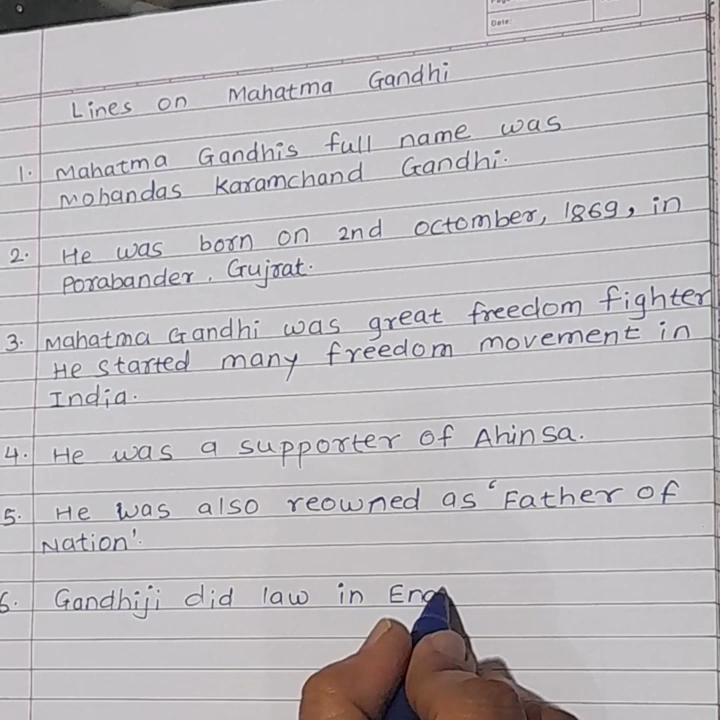 Date:
Lines on Mahatma Gandhi
1. Mahatma Gandhis full name was
Mohandas Karamchand Gandhi.
2. He was born on 2nd octomber, 1869, in
Porabander, Gujrat.
3. Mahatma Gandhi was great freedom fighter
He started many freedom movement in
India.
4. He was a supporter of Ahinsa.
5. He was also reowned as 'Father of
Nation'.
6. Gandhiji did law in Eng